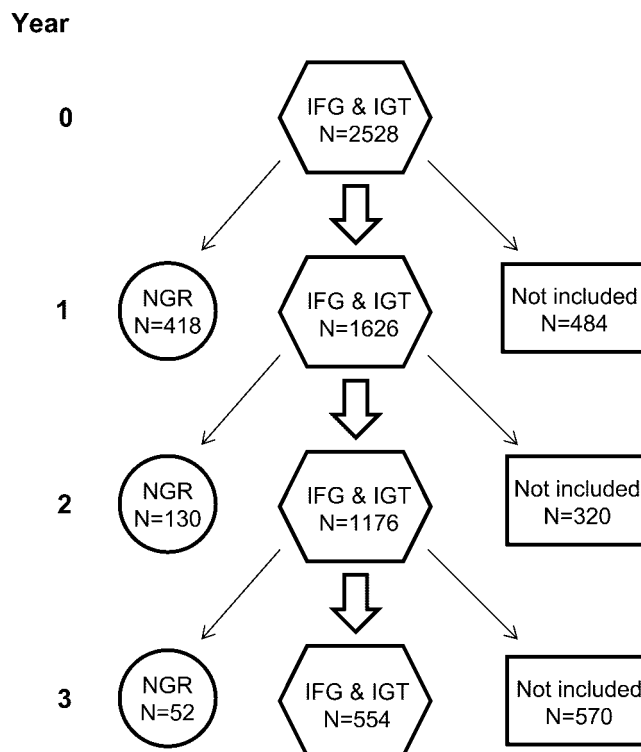 Year
0
IFG & IGT
N=2528
1
NGR
N=418
IFG & IGT
N=1626
Not included
N=484
2
NGR
N=130
IFG & IGT
N=1176
Not included
N=320
3
NGR
N=52
IFG & IGT
N=554
Not included
N=570